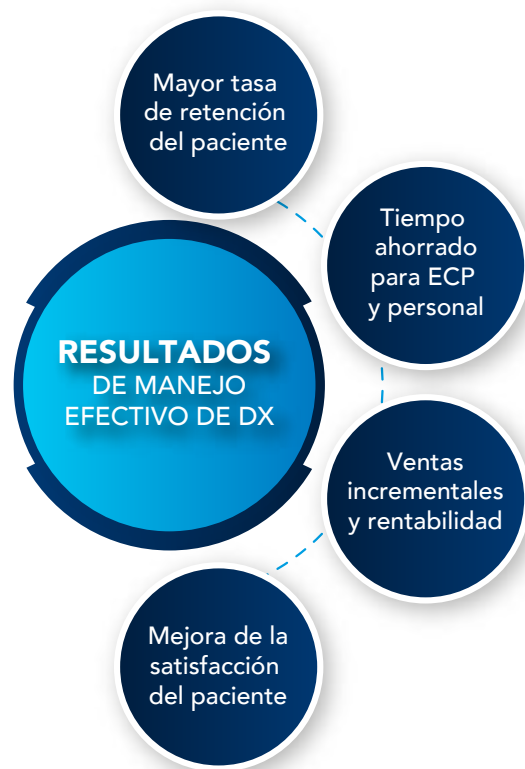 Mayor tasa
de retención
del paciente
Tiempo
ahorrado
para ECP
y personal
RESULTADOS
DE MANEJO
EFECTIVO DE DX
Ventas
incrementales
y rentabilidad
Mejora de la
satisfacción
del paciente